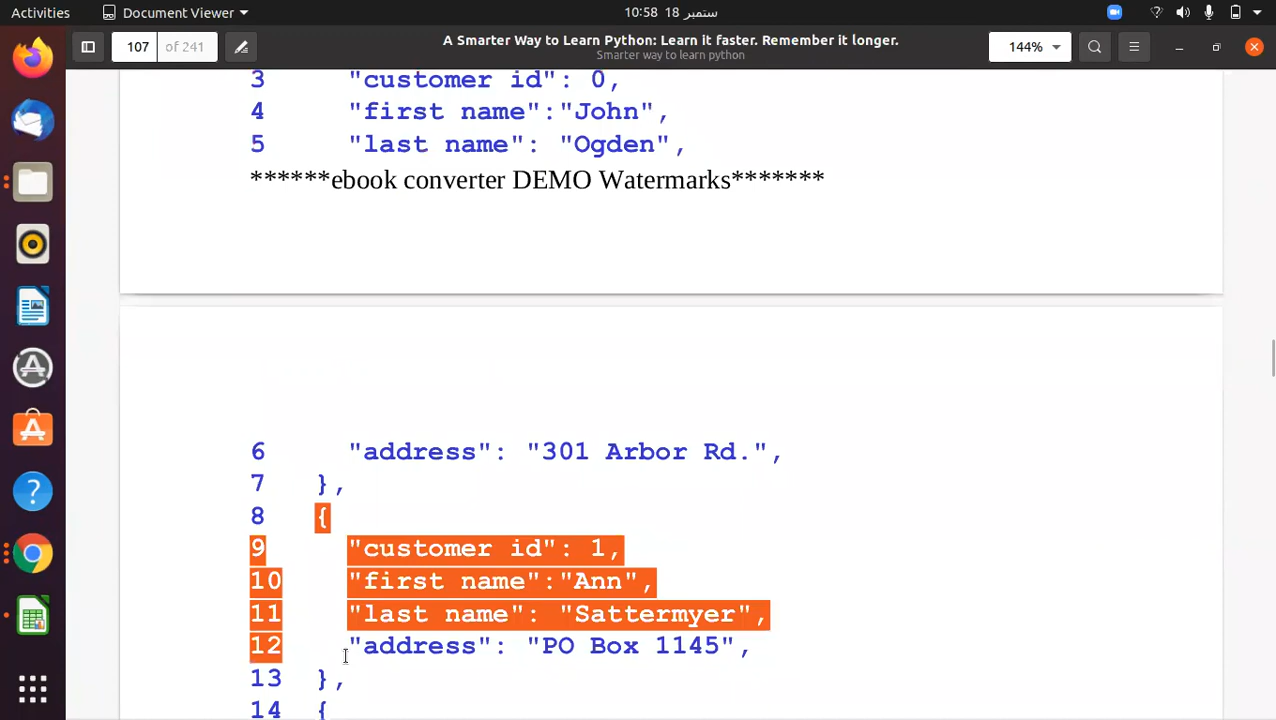 Activities
Document Viewer
10:58 18 ستمبر
107
of 241
A Smarter Way to Learn Python: Learn it faster. Remember it longer.
Smarter way to learn python
144%
3 "customer id": 0,
4 "first name":"John",
5 "last name": "Ogden",
******ebook converter DEMO Watermarks*******
6 "address": "301 Arbor Rd.",
7 },
8 {
9 "customer id": 1,
10 "first name":"Ann",
11 "last name": "Sattermyer",
12 "address": "PO Box 1145",
13 },
14 {